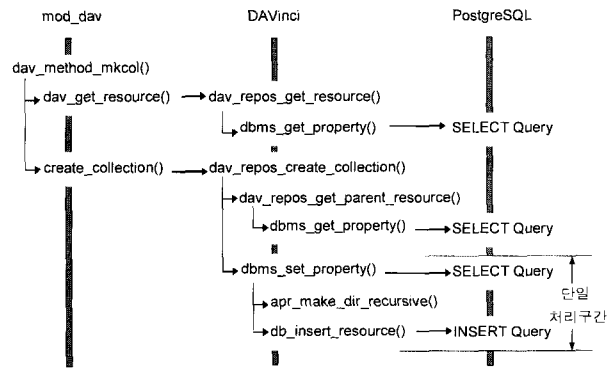 mod_dav DAVinci PostgreSQL
dav_method_mkcol()
dav_get_resource() dav_repos_get_resource()
dbms_get_property() SELECT Query
create_collection() dav_repos_create_collection()
dav_repos_get_parent_resource()
dbms_get_property() SELECT Query
dbms_set_property() SELECT Query
단일
apr_make_dir_recursive()
처리구간
db_insert_resource() INSERT Query